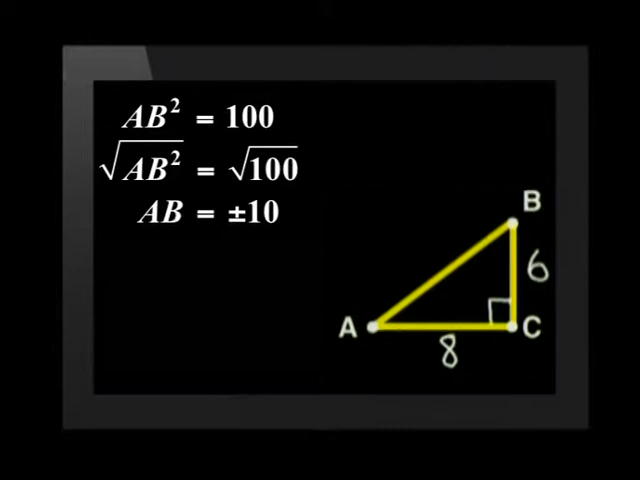 AB² = 100
√AB² = √100
AB = ±10
B
6
A
C
8